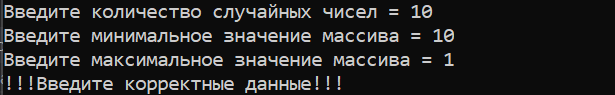 Введите количество случайных чисел = 10
Введите минимальное значение массива = 10
Введите максимальное значение массива = 1
!!!Введите корректные данные!!!